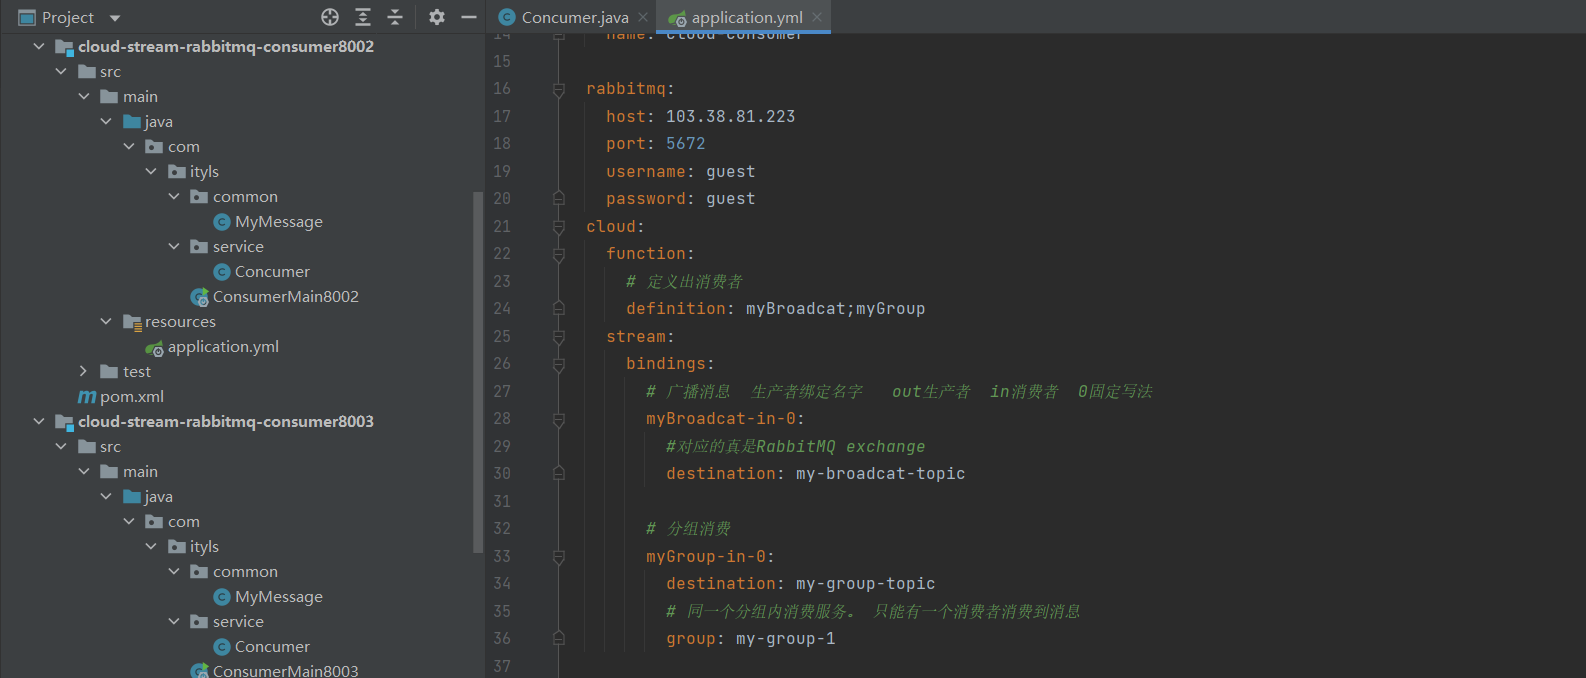 Project
cloud-stream-rabbitmq-consumer8002
src
main
java
com
ityls
common
MyMessage
service
Concumer
ConsumerMain8002
resources
application.yml
test
pom.xml
cloud-stream-rabbitmq-consumer8003
src
main
java
com
ityls
common
MyMessage
service
Concumer
ConsumerMain8003
Concumer.java
application.yml
14 name: cloud-consumer
15
16 rabbitmq:
17 host: 103.38.81.223
18 port: 5672
19 username: guest
20 password: guest
21 cloud:
22 function:
23 # 定义出消费者
24 definition: myBroadcat;myGroup
25 stream:
26 bindings:
27 # 广播消息 生产者绑定名字 out生产者 in消费者 0固定写法
28 myBroadcat-in-0:
29 #对应的真是RabbitMQ exchange
30 destination: my-broadcat-topic
31
32 # 分组消费
33 myGroup-in-0:
34 destination: my-group-topic
35 # 同一个分组内消费服务。 只能有一个消费者消费到消息
36 group: my-group-1
37